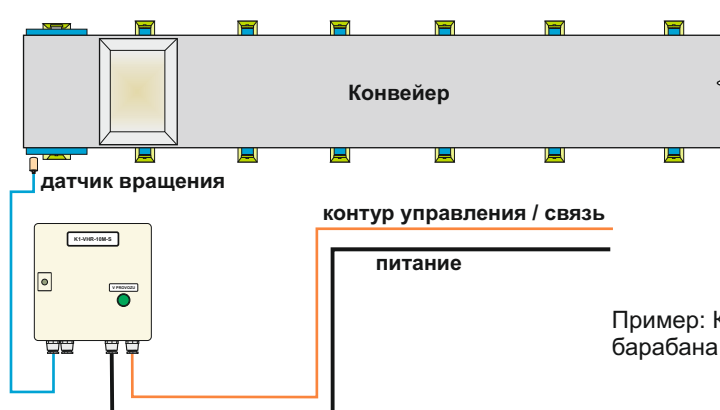 Конвейер
датчик вращения
контур управления / связь
K1-VHR-10M-S
питание
V PROVOZU
Пример: К
барабана